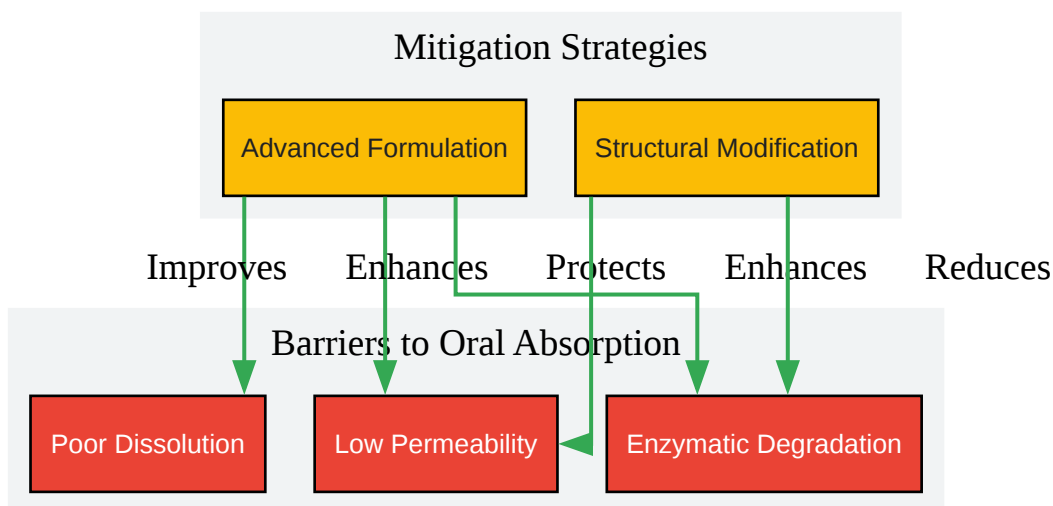 Mitigation Strategies
Advanced Formulation
Structural Modification
Improves
Enhances
Protects
Enhances
Reduces
Barriers to Oral Absorption
Poor Dissolution
Low Permeability
Enzymatic Degradation